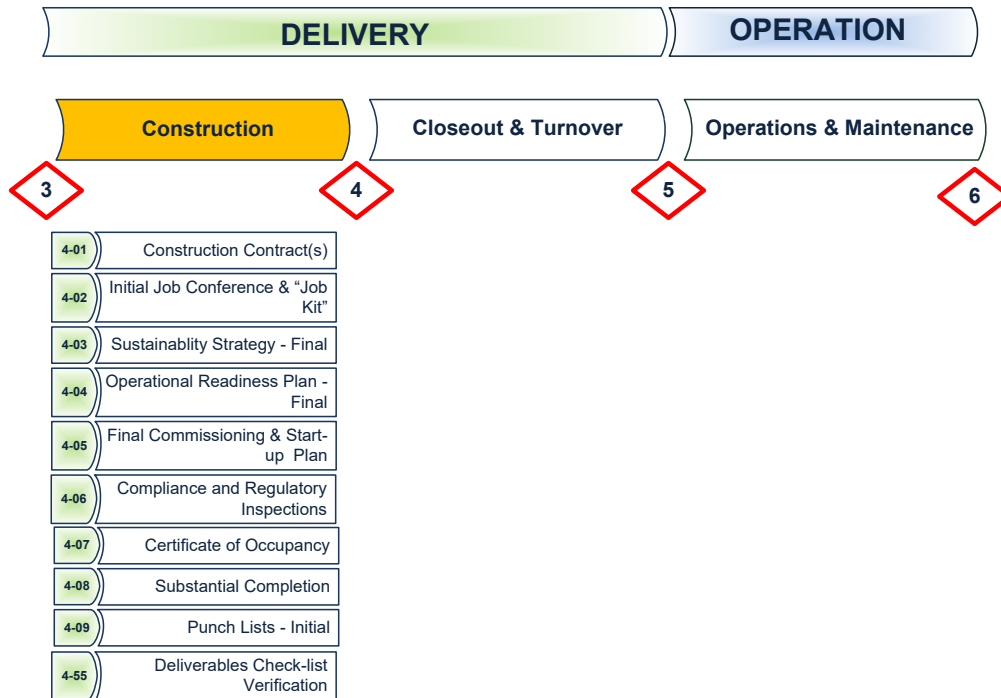 DELIVERY
OPERATION
Construction
Closeout & Turnover
Operations & Maintenance
3
4
5
6
4-01
Construction Contract(s)
4-02
Initial Job Conference & “Job
Kit”
4-03
Sustainablity Strategy - Final
4-04
Operational Readiness Plan -
Final
4-05
Final Commissioning & Start-
up Plan
4-06
Compliance and Regulatory
Inspections
4-07
Certificate of Occupancy
4-08
Substantial Completion
4-09
Punch Lists - Initial
4-55
Deliverables Check-list
Verification